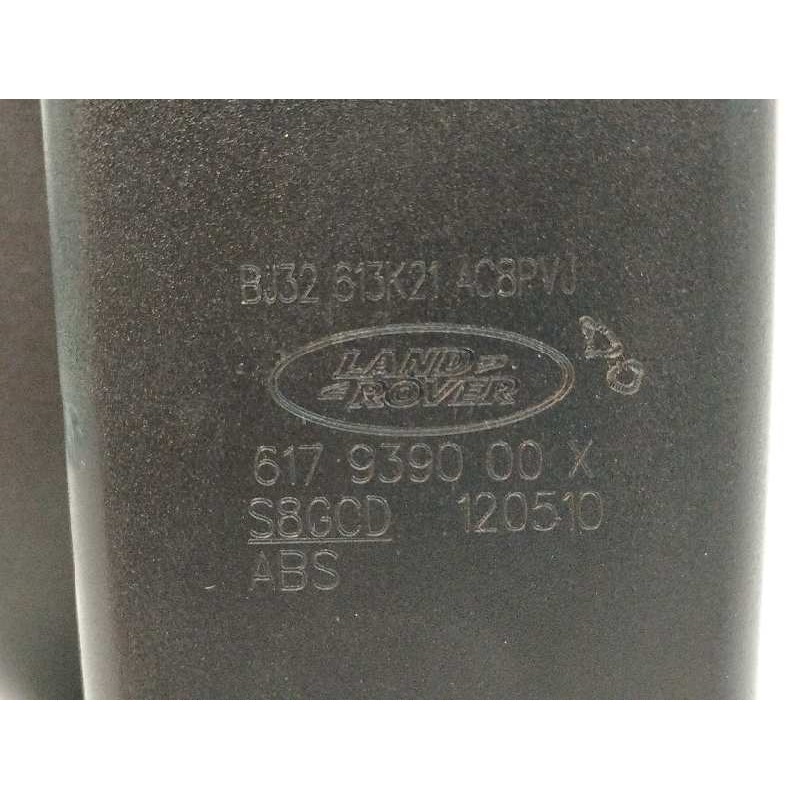 BJ32 613K21 AC8PVJ
LAND
ROVER
617 9390 00 X
S8GCD 120510
ABS